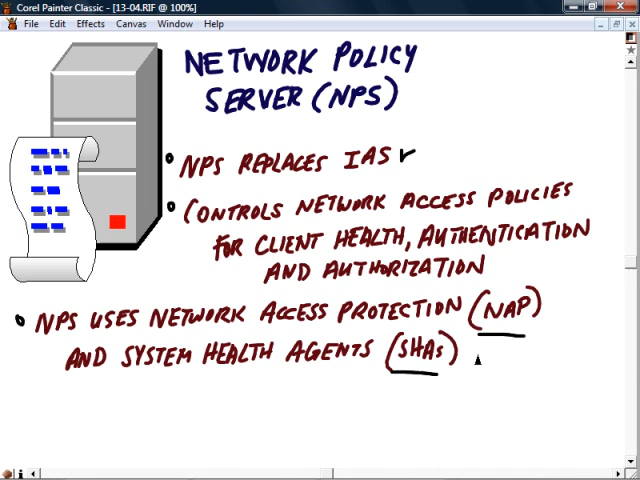 Corel Painter Classic - [13-04.RIF @ 100%]
File Edit Effects Canvas Window Help
NETWORK POLICY
SERVER (NPS)
NPS REPLACES IAS
CONTROLS NETWORK ACCESS POLICIES
FOR CLIENT HEALTH, AUTHENTICATION
AND AUTHORIZATION
NPS USES NETWORK ACCESS PROTECTION (NAP)
AND SYSTEM HEALTH AGENTS (SHAs)